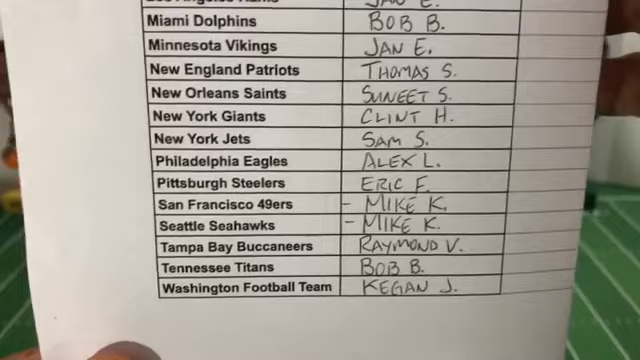 Miami Dolphins BOB B.
Minnesota Vikings JAN E.
New England Patriots THOMAS S.
New Orleans Saints SUNEET S.
New York Giants CLINT H.
New York Jets SAM S.
Philadelphia Eagles ALEX L.
Pittsburgh Steelers ERIC F.
San Francisco 49ers - MIKE K.
Seattle Seahawks - MIKE K.
Tampa Bay Buccaneers RAYMOND V.
Tennessee Titans BOB B.
Washington Football Team KEGAN J.